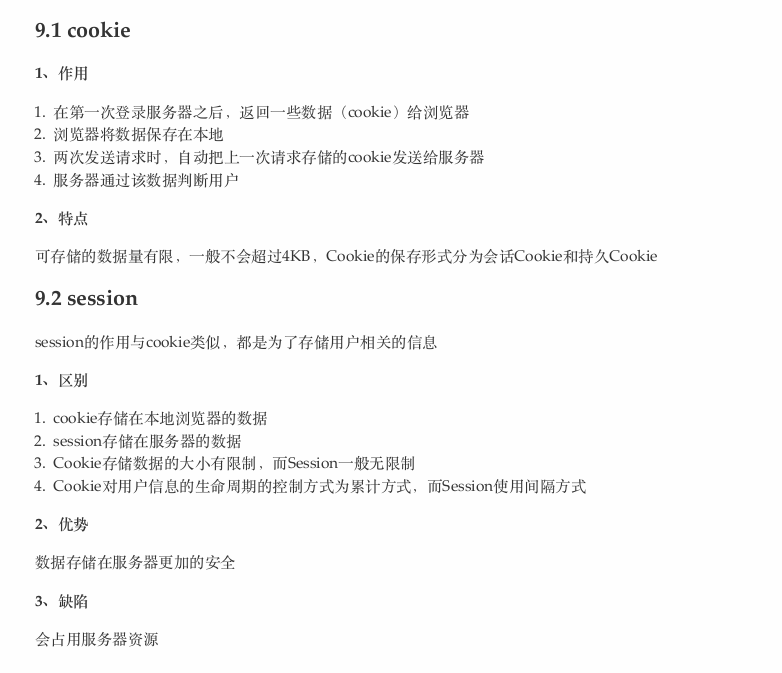 9.1 cookie
1、作用
1. 在第一次登录服务器之后，返回一些数据（cookie）给浏览器
2. 浏览器将数据保存在本地
3. 两次发送请求时，自动把上一次请求存储的cookie发送给服务器
4. 服务器通过该数据判断用户
2、特点
可存储的数据量有限，一般不会超过4KB，Cookie的保存形式分为会话Cookie和持久Cookie
9.2 session
session的作用与cookie类似，都是为了存储用户相关的信息
1、区别
1. cookie存储在本地浏览器的数据
2. session存储在服务器的数据
3. Cookie存储数据的大小有限制，而Session一般无限制
4. Cookie对用户信息的生命周期的控制方式为累计方式，而Session使用间隔方式
2、优势
数据存储在服务器更加的安全
3、缺陷
会占用服务器资源